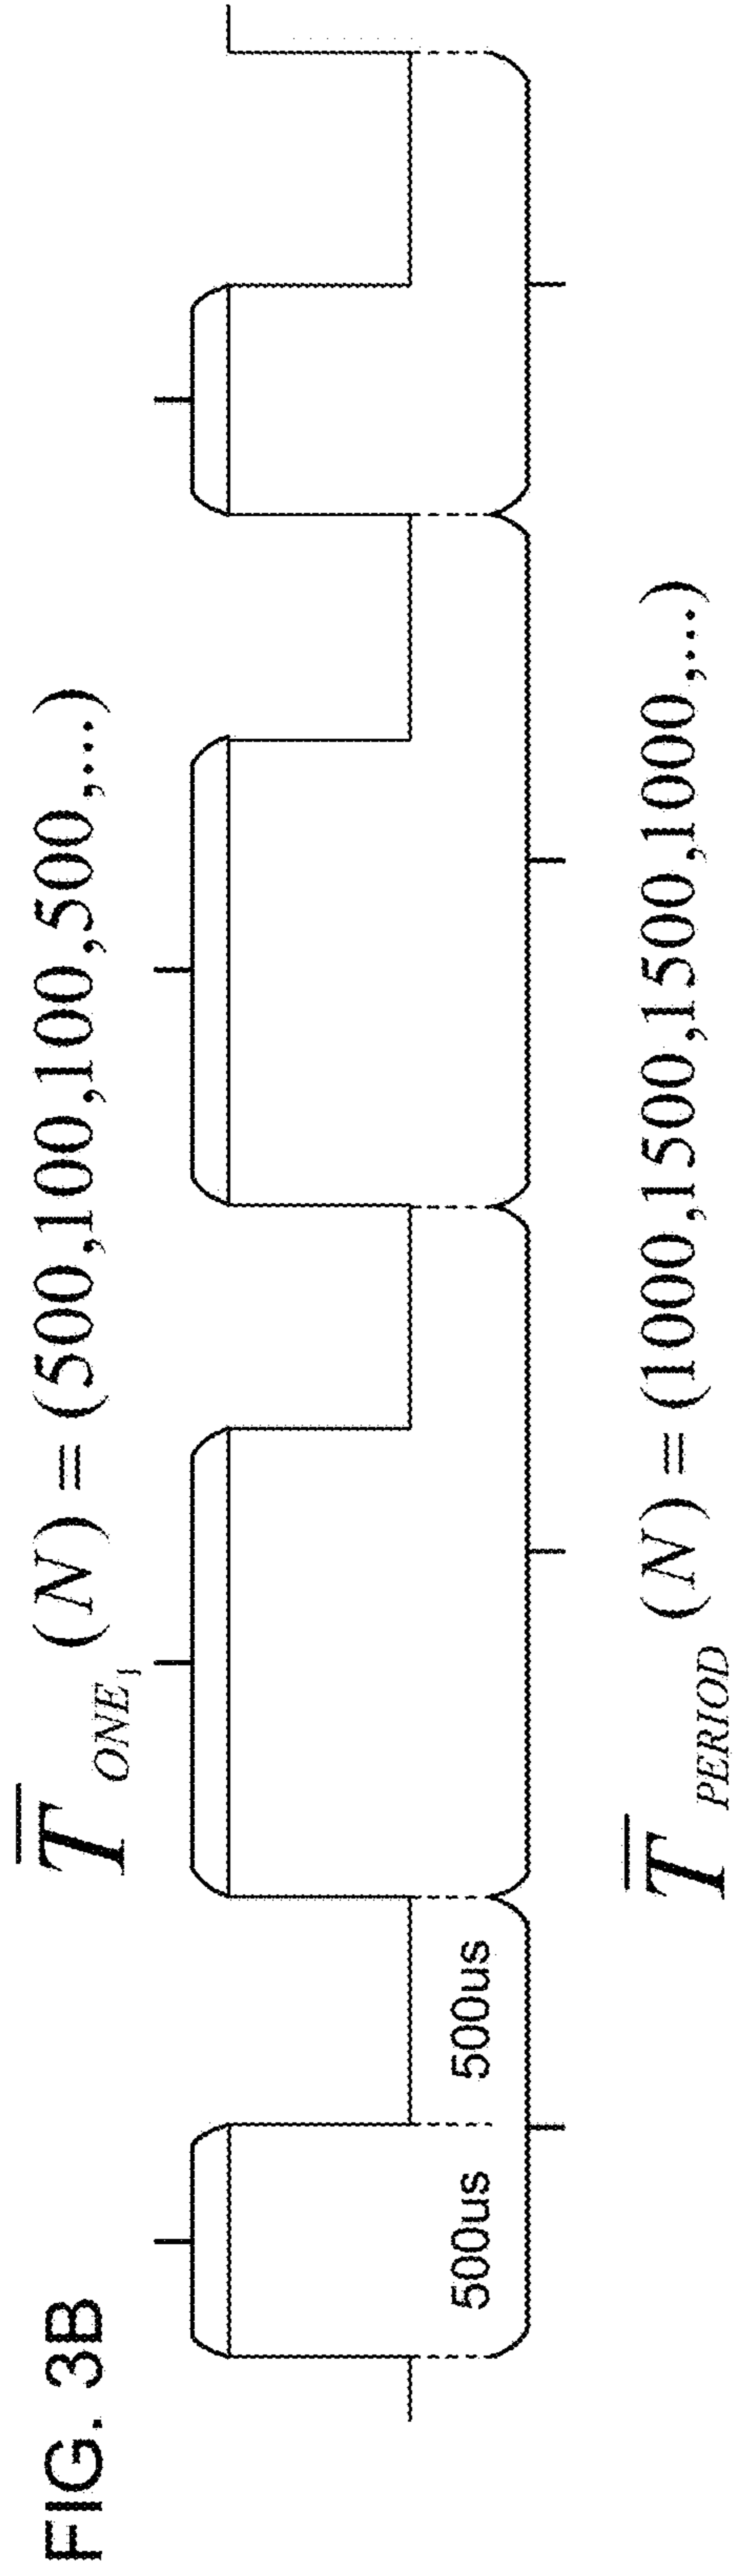 FIG. 3B
T̿ ONE₁ (N) = (500,100,100,500,...)
500us 500us
T̿ PERIOD (N) = (1000,1500,1500,1000,...)